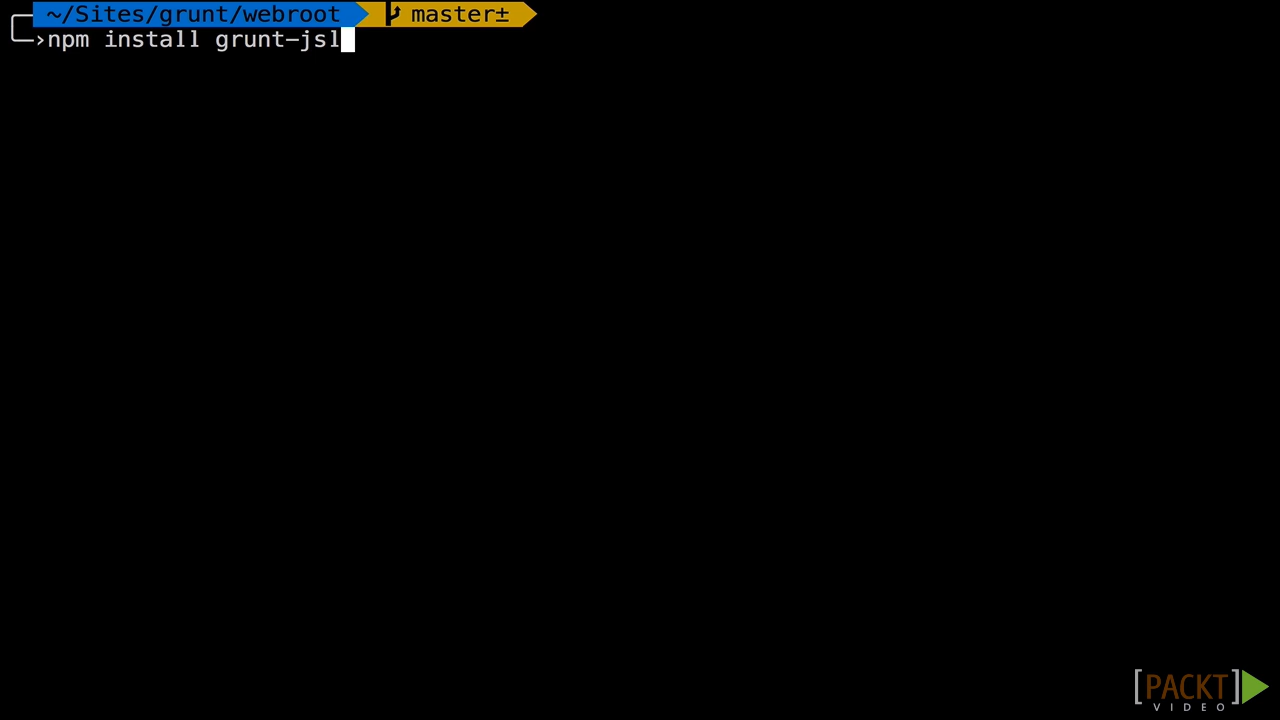 ~/Sites/grunt/webroot master±
›npm install grunt-jsl
[PACKT]
VIDEO